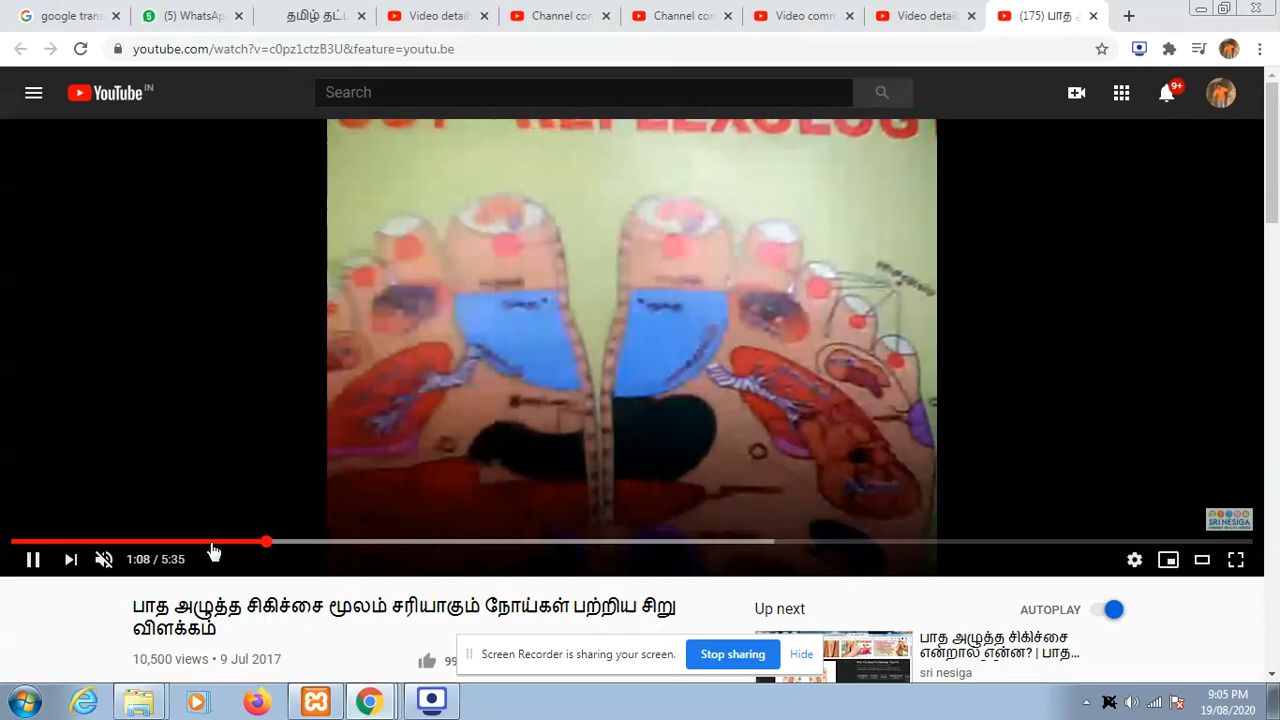 google trans
(5) WhatsAp
தமிழ் தட்ட
Video detail
Channel con
Channel con
Video comm
Video detail
(175) பாத
youtube.com/watch?v=c0pz1ctzB3U&feature=youtu.be
YouTube IN
Search
9+
SRI NESIGA
1:08 / 5:35
பாத அழுத்த சிகிச்சை மூலம் சரியாகும் நோய்கள் பற்றிய சிறு
விளக்கம்
16,500 views • 9 Jul 2017
Up next
AUTOPLAY
பாத அழுத்த சிகிச்சை
என்றால் என்ன? | பாத...
sri nesiga
Screen Recorder is sharing your screen.
Stop sharing
Hide
9:05 PM
19/08/2020